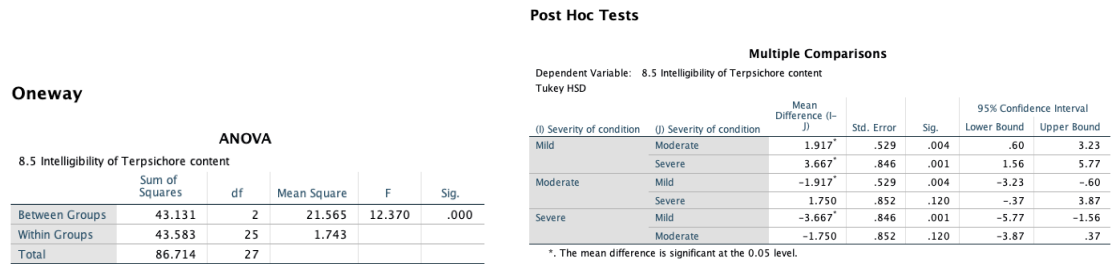 Oneway
ANOVA
8.5 Intelligibility of Terpsichore content
Sum of Squares df Mean Square F Sig.
Between Groups 43.131 2 21.565 12.370 .000
Within Groups 43.583 25 1.743
Total 86.714 27
Post Hoc Tests
Multiple Comparisons
Dependent Variable: 8.5 Intelligibility of Terpsichore content
Tukey HSD
(I) Severity of condition (J) Severity of condition Mean Difference (I-J) Std. Error Sig. 95% Confidence Interval
Lower Bound Upper Bound
Mild Moderate 1.917* .529 .004 .60 3.23
Severe 3.667* .846 .001 1.56 5.77
Moderate Mild -1.917* .529 .004 -3.23 -.60
Severe 1.750 .852 .120 -.37 3.87
Severe Mild -3.667* .846 .001 -5.77 -1.56
Moderate -1.750 .852 .120 -3.87 .37
*. The mean difference is significant at the 0.05 level.